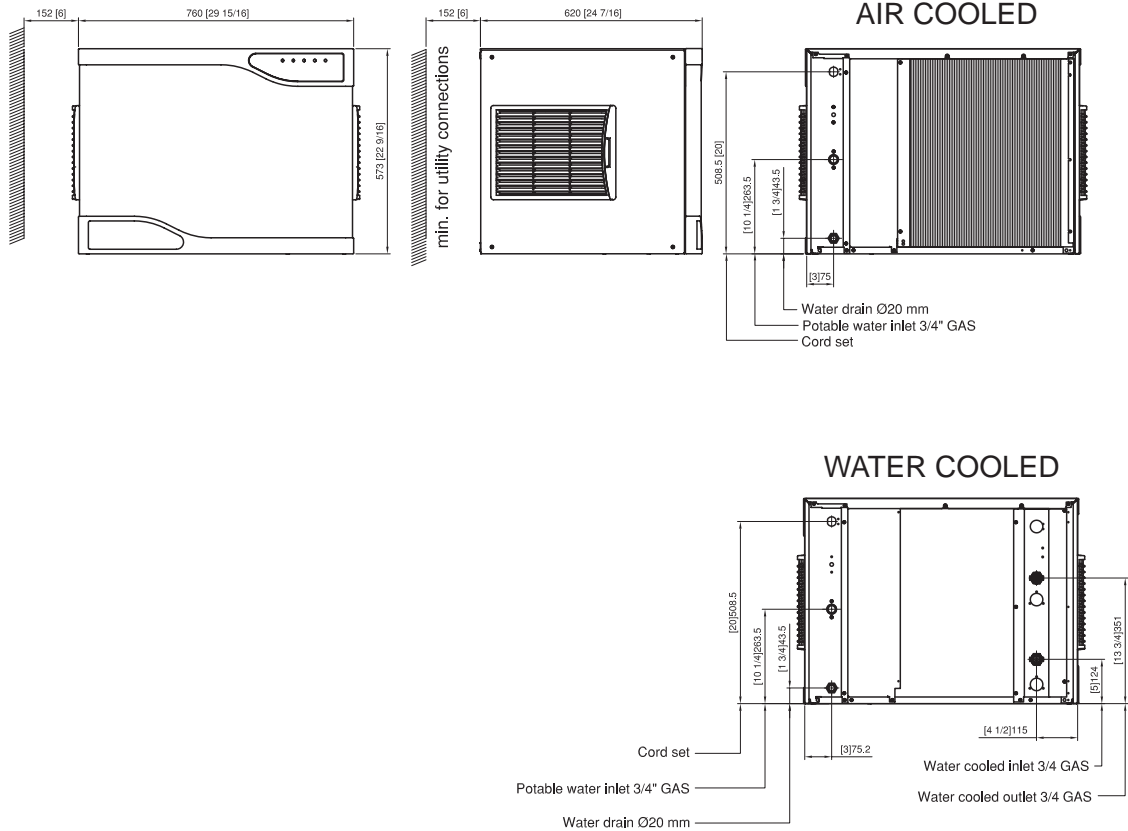 152 [6]
760 [29 15/16]
573 [22 9/16]
152 [6]
620 [24 7/16]
min. for utility connections
AIR COOLED
508.5 [20]
[10 1/4]263.5
[1 3/4]43.5
[3]75
Water drain Ø20 mm
Potable water inlet 3/4" GAS
Cord set
WATER COOLED
[20]508.5
[10 1/4]263.5
[1 3/4]43.5
[3]75.2
[13 3/4]351
[5]124
[4 1/2]115
Cord set
Potable water inlet 3/4" GAS
Water drain Ø20 mm
Water cooled inlet 3/4 GAS
Water cooled outlet 3/4 GAS